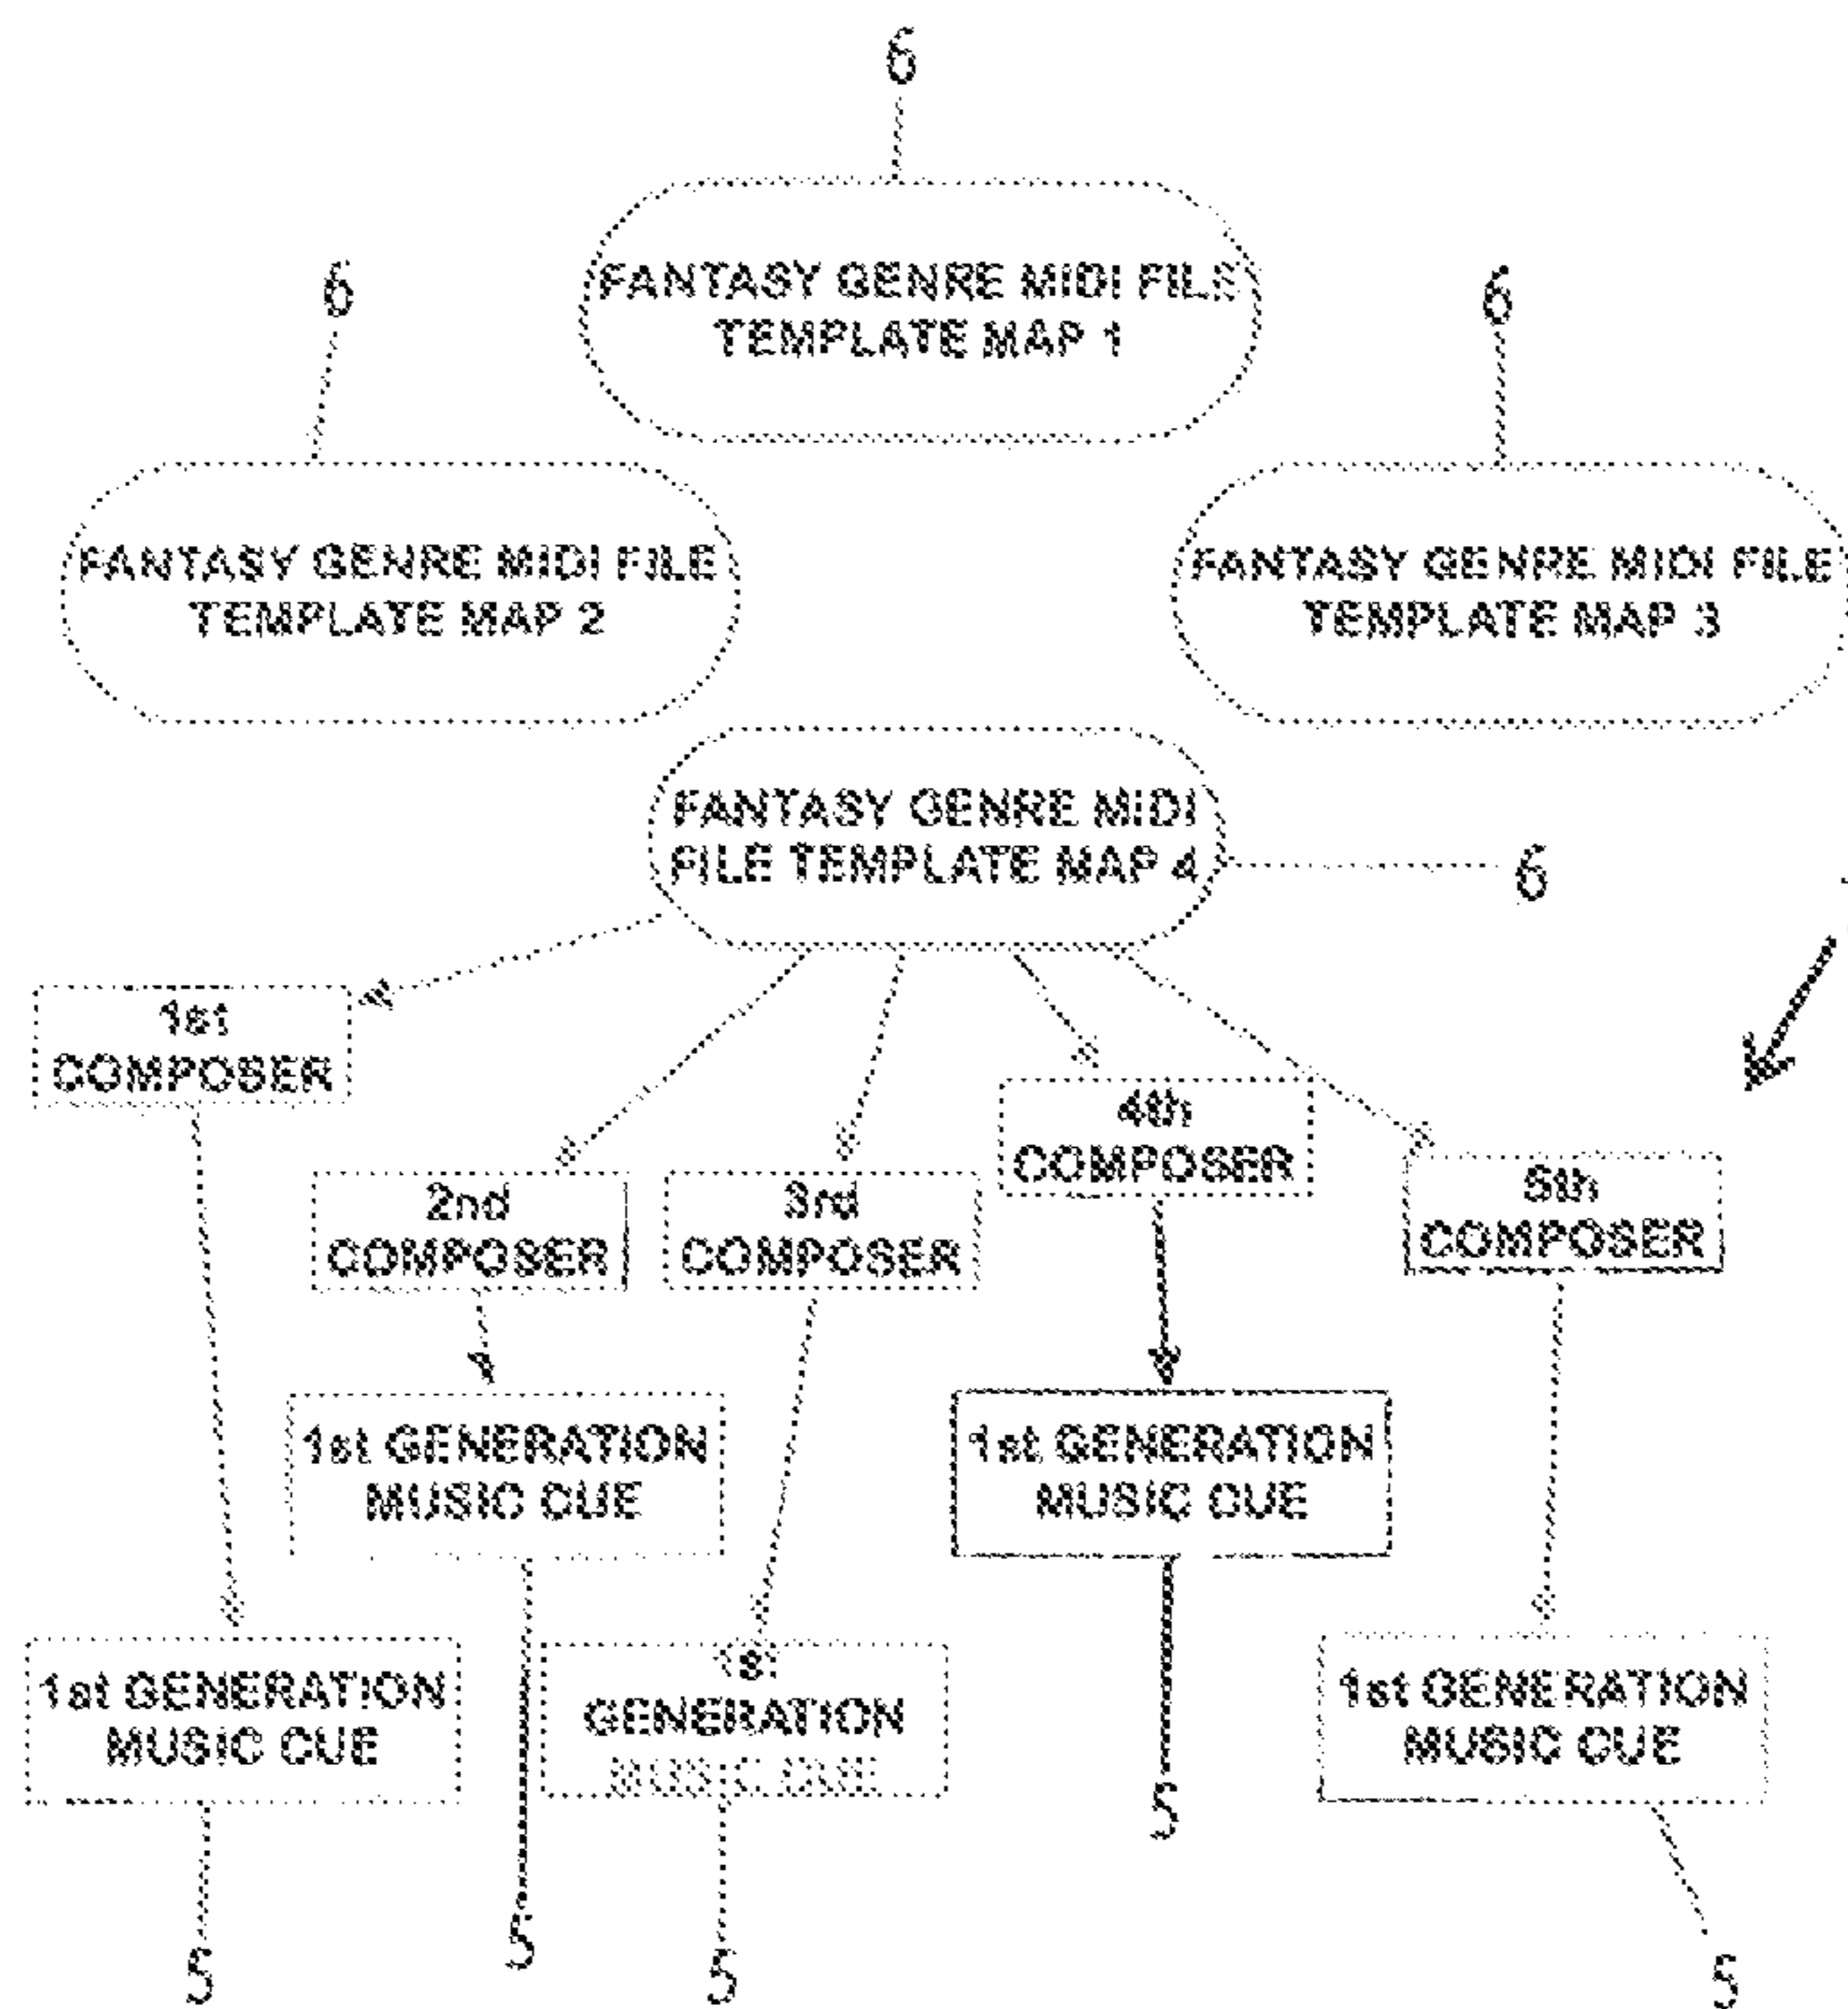 6
FANTASY GENRE MIDI FILE
TEMPLATE MAP 1
6
FANTASY GENRE MIDI FILE
TEMPLATE MAP 2
6
FANTASY GENRE MIDI FILE
TEMPLATE MAP 3
FANTASY GENRE MIDI
FILE TEMPLATE MAP 4
6
1st
COMPOSER
2nd
COMPOSER
3rd
COMPOSER
4th
COMPOSER
5th
COMPOSER
1st GENERATION
MUSIC CUE
1st GENERATION
MUSIC CUE
1st GENERATION
MUSIC CUE
1st
GENERATION
MUSIC CUE
1st GENERATION
MUSIC CUE
5
5
5
5
5